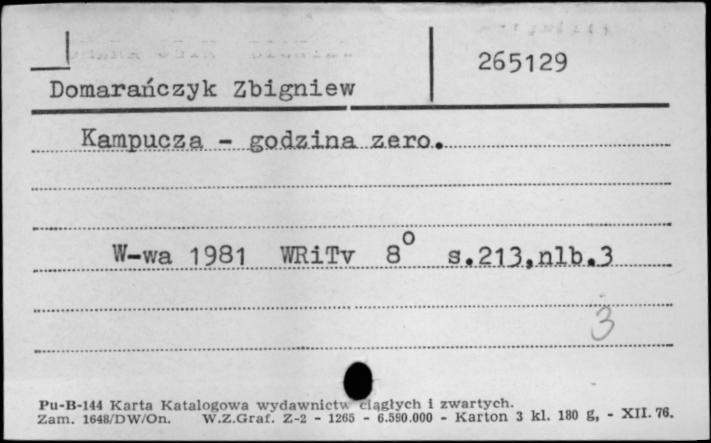 265129
Domarańczyk Zbigniew
Kampucza - godzina zero.
W-wa 1981 WRiTv 8° s.213,nlb.3
3
Pu-B-144 Karta Katalogowa wydawnictw ciągłych i zwartych.
Zam. 1648/DW/On. W.Z.Graf. Z-2 - 1265 - 6.590.000 - Karton 3 kl. 180 g, - XII. 76.